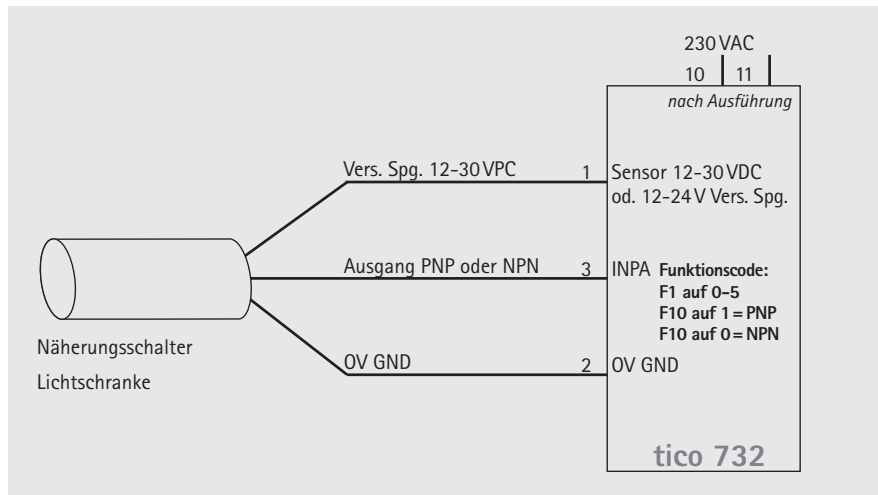 230 VAC
10 11
nach Ausführung
Vers. Spg. 12-30 VPC 1 Sensor 12-30 VDC
od. 12-24 V Vers. Spg.
Ausgang PNP oder NPN 3 INPA Funktionscode:
F1 auf 0-5
F10 auf 1 = PNP
F10 auf 0 = NPN
Näherungsschalter
Lichtschranke
0V GND 2 0V GND
tico 732